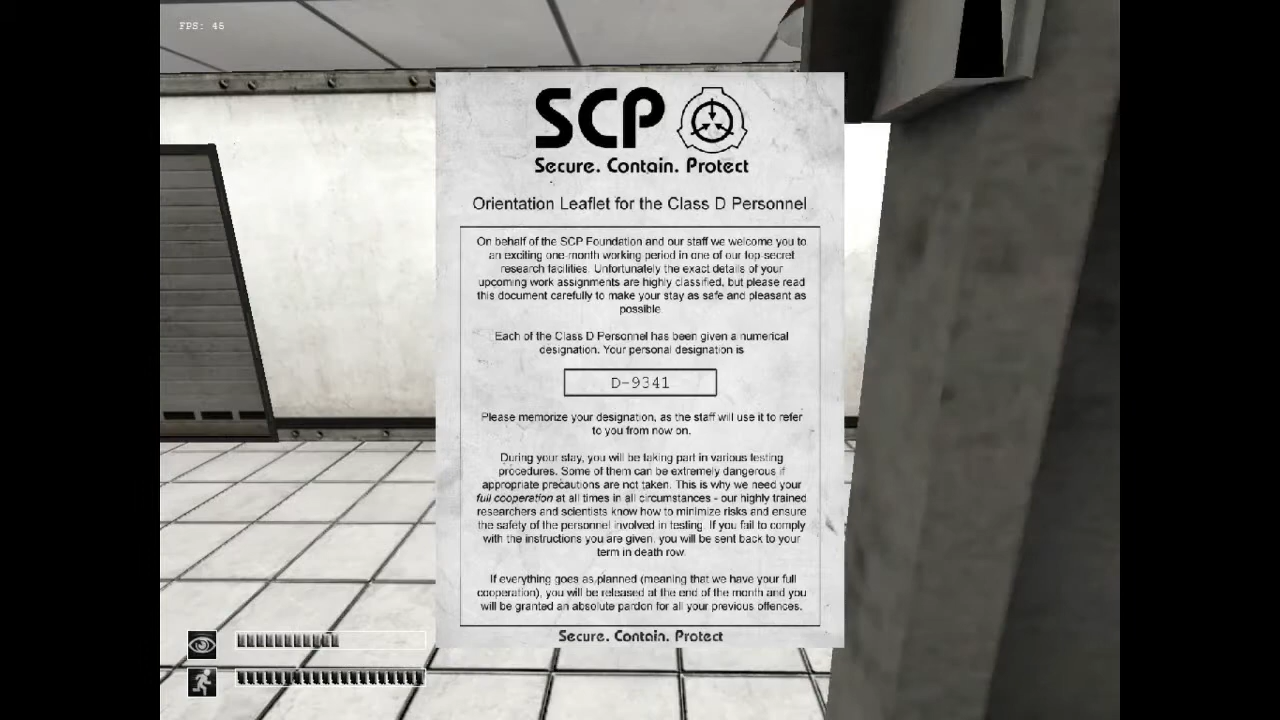 FPS: 45
SCP
Secure. Contain. Protect
Orientation Leaflet for the Class D Personnel
On behalf of the SCP Foundation and our staff we welcome you to
an exciting one-month working period in one of our top-secret
research facilities. Unfortunately the exact details of your
upcoming work assignments are highly classified, but please read
this document carefully to make your stay as safe and pleasant as
possible.
Each of the Class D Personnel has been given a numerical
designation. Your personal designation is
D-9341
Please memorize your designation, as the staff will use it to refer
to you from now on.
During your stay, you will be taking part in various testing
procedures. Some of them can be extremely dangerous if
appropriate precautions are not taken. This is why we need your
full cooperation at all times in all circumstances - our highly trained
researchers and scientists know how to minimize risks and ensure
the safety of the personnel involved in testing. If you fail to comply
with the instructions you are given, you will be sent back to your
term in death row.
If everything goes as planned (meaning that we have your full
cooperation), you will be released at the end of the month and you
will be granted an absolute pardon for all your previous offences.
Secure. Contain. Protect